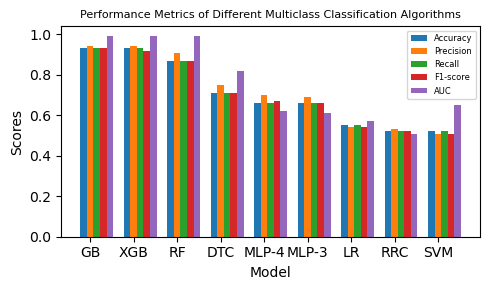 Performance Metrics of Different Multiclass Classification Algorithms
1.0
0.8
0.6
0.4
0.2
0.0
Scores
Accuracy
Precision
Recall
F1-score
AUC
GB XGB RF DTC MLP-4 MLP-3 LR RRC SVM
Model